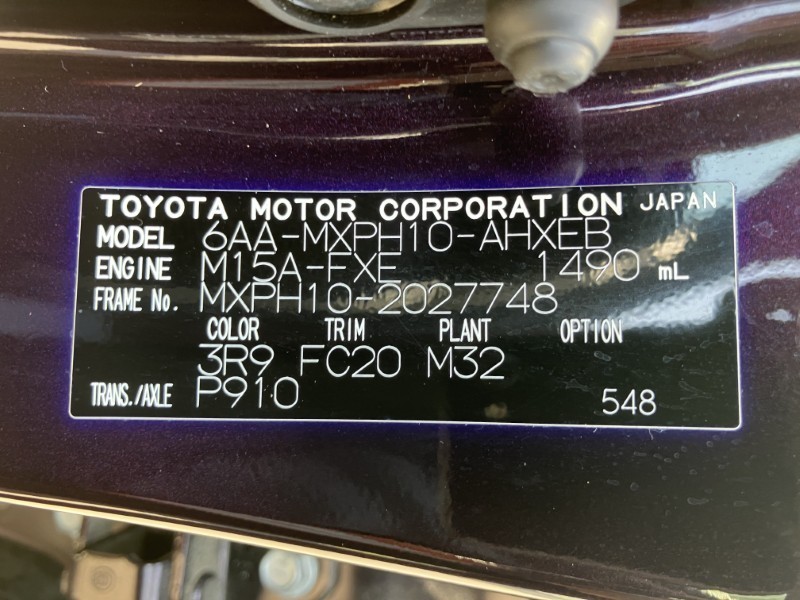 TOYOTA MOTOR CORPORATION JAPAN
MODEL 6AA-MXPH10-AHXEB
ENGINE M15A-FXE 1490 mL
FRAME No. MXPH10-2027748
COLOR TRIM PLANT OPTION
3R9 FC20 M32
TRANS./AXLE P910 548